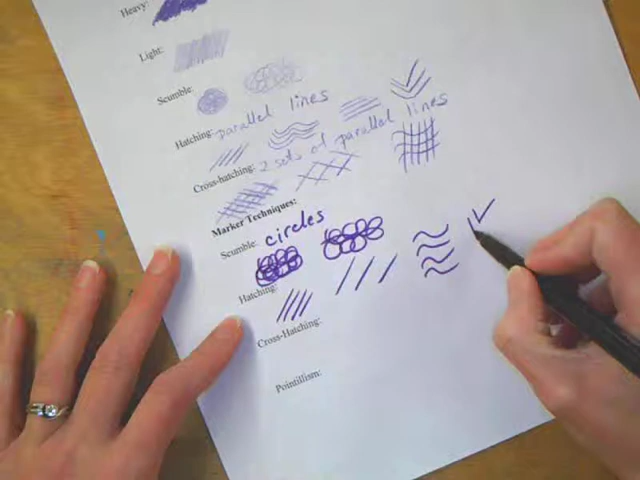 Heavy:
Light:
Scumble:
Hatching: parallel lines
Cross-hatching: 2 sets of parallel lines
Marker Techniques:
Scumble: circles
Hatching:
Cross-Hatching:
Pointillism: